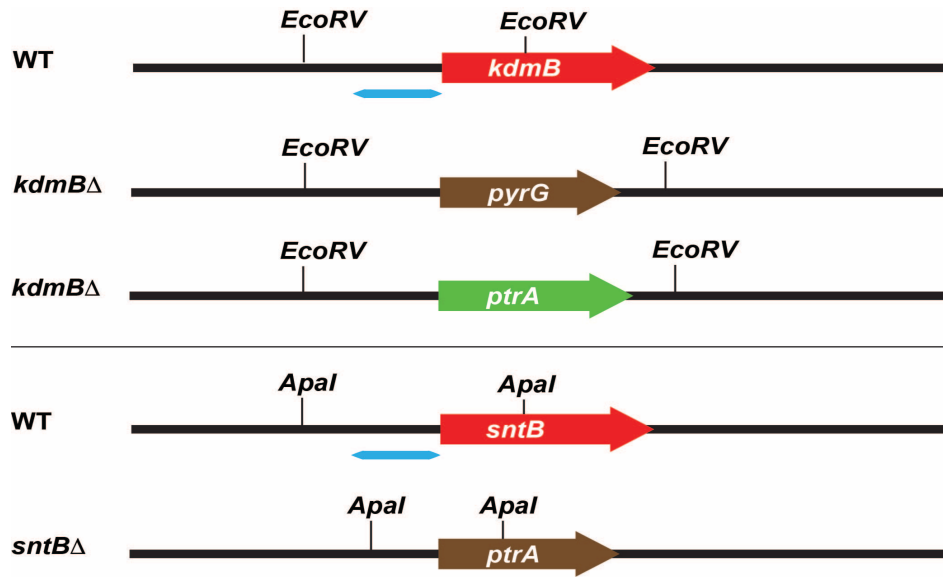 EcoRV EcoRV
WT kdmB
EcoRV EcoRV
kdmBΔ pyrG
EcoRV EcoRV
kdmBΔ ptrA
ApaI ApaI
WT sntB
ApaI ApaI
sntBΔ ptrA